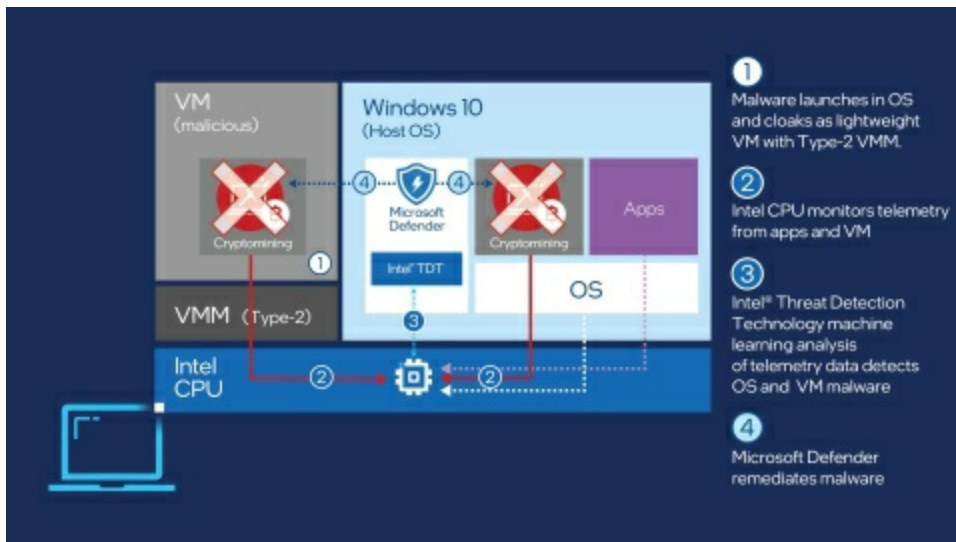 VM
(malicious)
Cryptomining
1
VMM (Type-2)
Windows 10
(Host OS)
4
4
Microsoft
Defender
Intel® TDT
Cryptomining
Apps
OS
3
Intel
CPU
2
2
1
Malware launches in OS
and cloaks as lightweight
VM with Type-2 VMM.
2
Intel CPU monitors telemetry
from apps and VM
3
Intel® Threat Detection
Technology machine
learning analysis
of telemetry data detects
OS and VM malware
4
Microsoft Defender
remediates malware